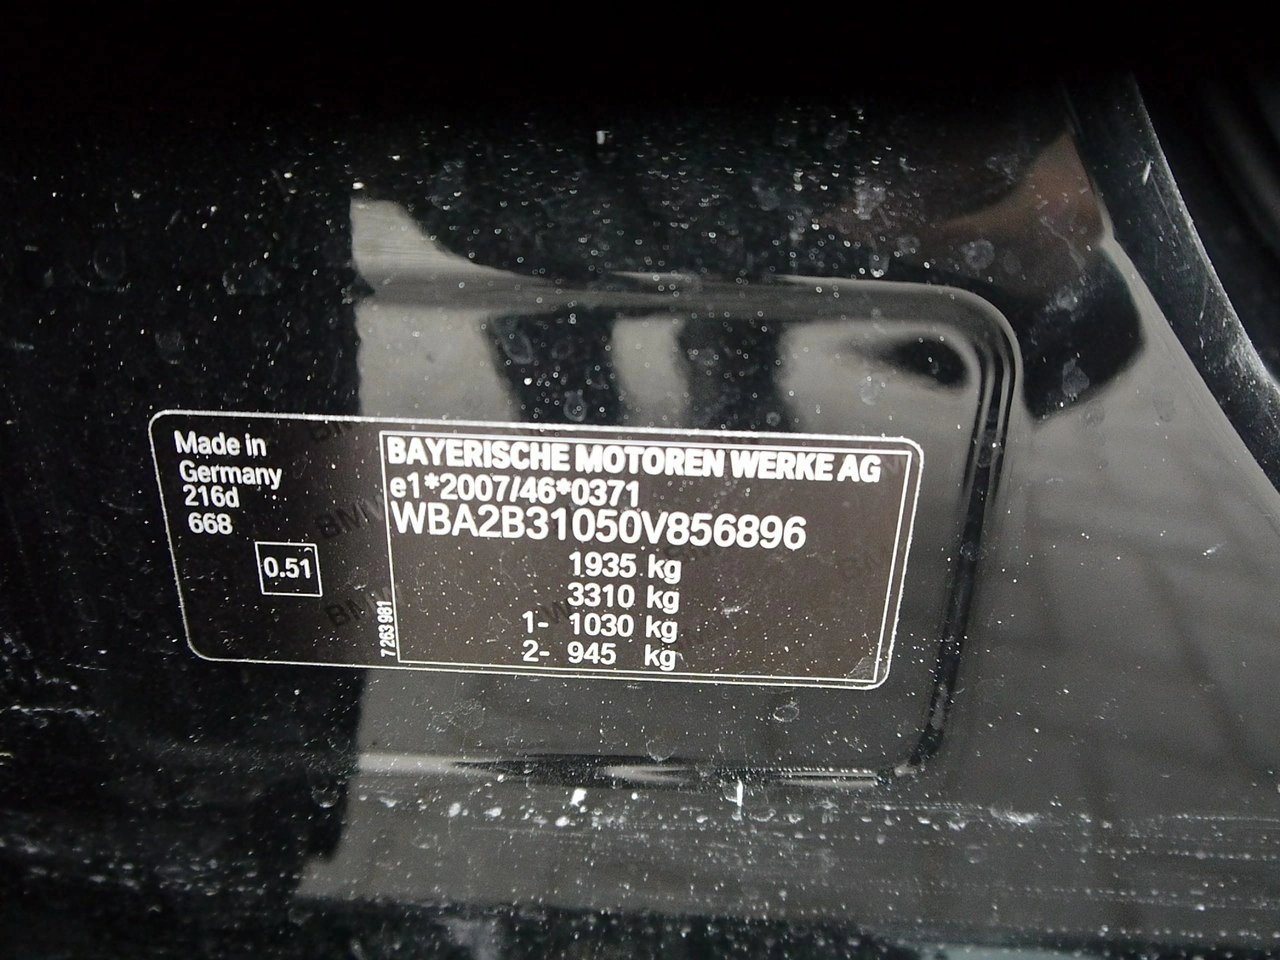 Made in
Germany
216d
668
0.51
7 263 981
BAYERISCHE MOTOREN WERKE AG
e1*2007/46*0371
WBA2B31050V856896
1935 kg
3310 kg
1- 1030 kg
2- 945 kg